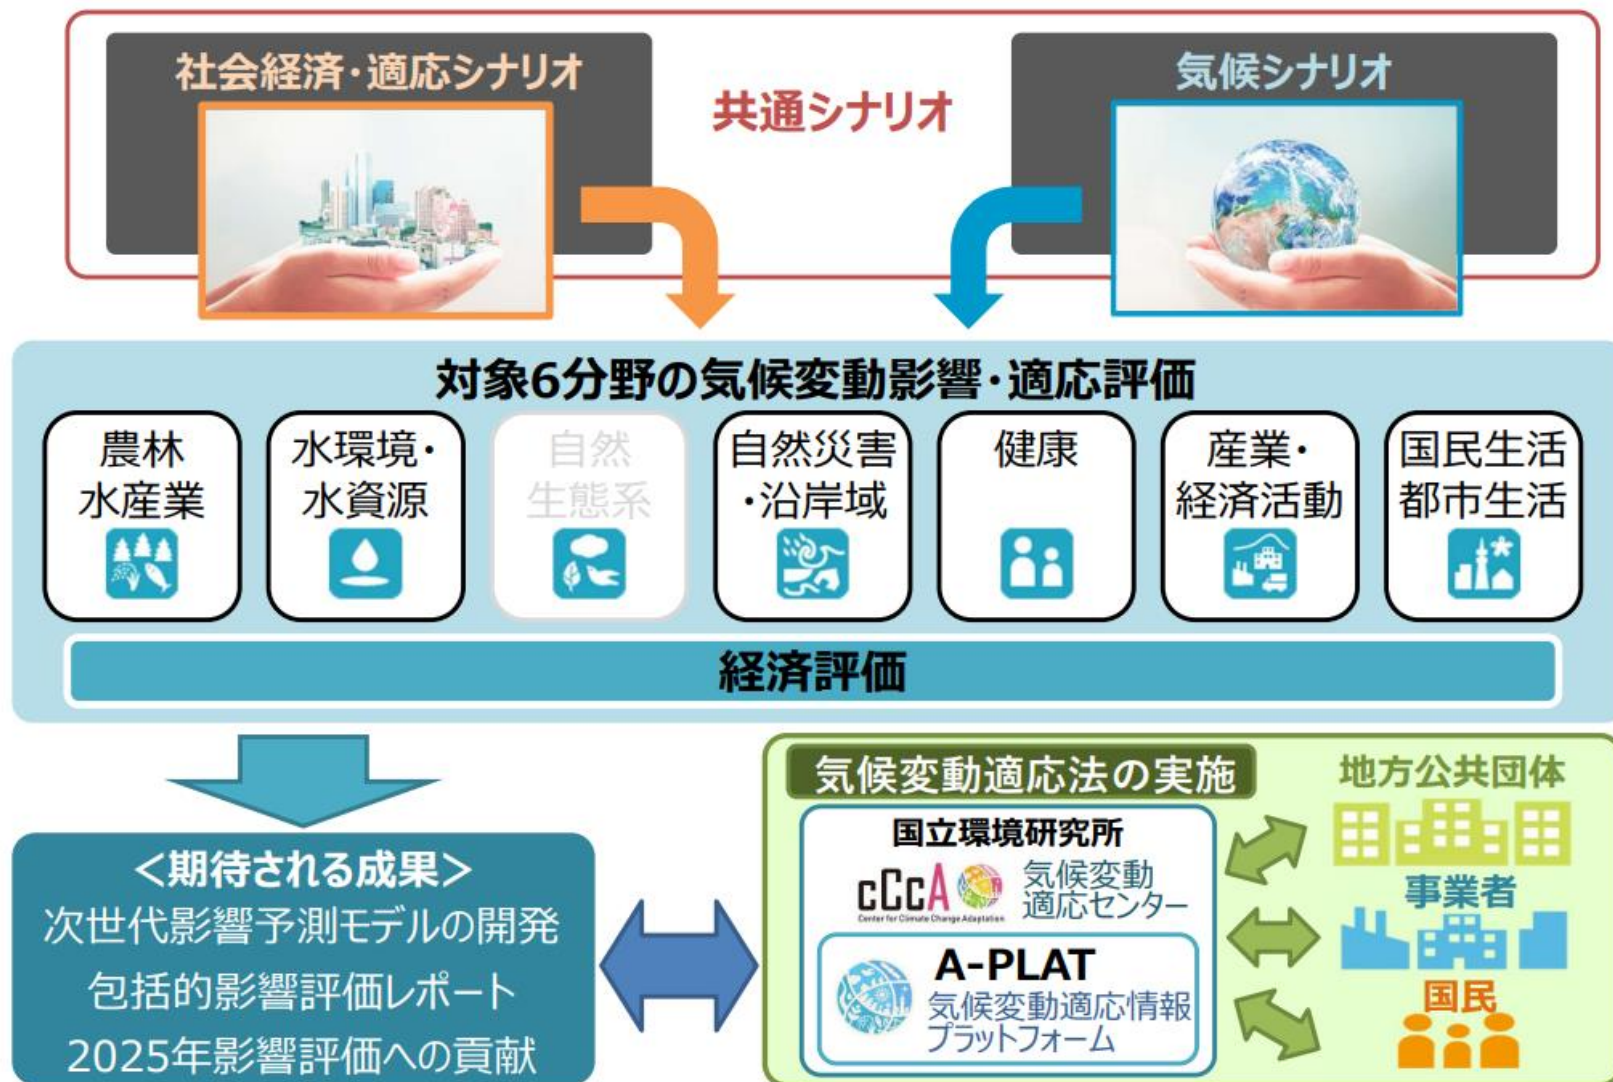 社会経済・適応シナリオ
共通シナリオ
気候シナリオ
対象6分野の気候変動影響・適応評価
農林
水産業
水環境・
水資源
自然
生態系
自然災害
・沿岸域
健康
産業・
経済活動
国民生活
都市生活
経済評価
＜期待される成果＞
次世代影響予測モデルの開発
包括的影響評価レポート
2025年影響評価への貢献
気候変動適応法の実施
国立環境研究所
CCCA
Center for Climate Change Adaptation
気候変動
適応センター
A-PLAT
気候変動適応情報
プラットフォーム
地方公共団体
事業者
国民